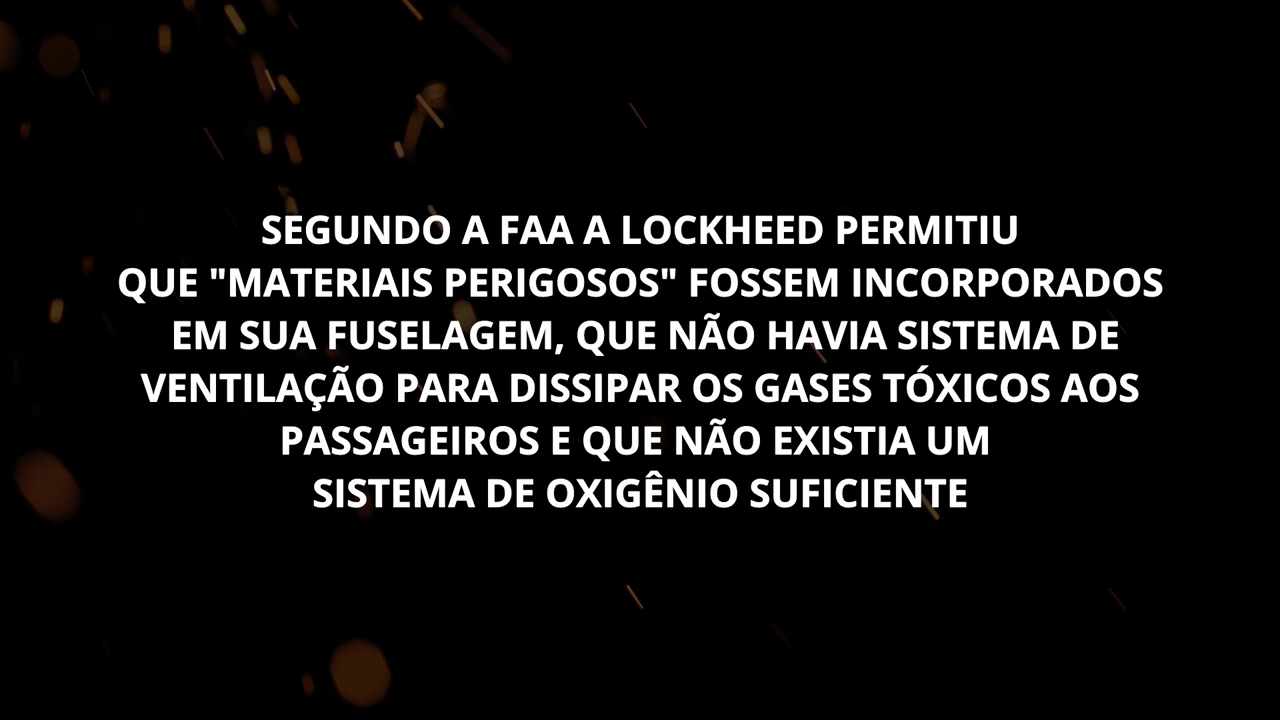 SEGUNDO A FAA A LOCKHEED PERMITIU
QUE "MATERIAIS PERIGOSOS" FOSSEM INCORPORADOS
EM SUA FUSELAGEM, QUE NÃO HAVIA SISTEMA DE
VENTILAÇÃO PARA DISSIPAR OS GASES TÓXICOS AOS
PASSAGEIROS E QUE NÃO EXISTIA UM
SISTEMA DE OXIGÊNIO SUFICIENTE